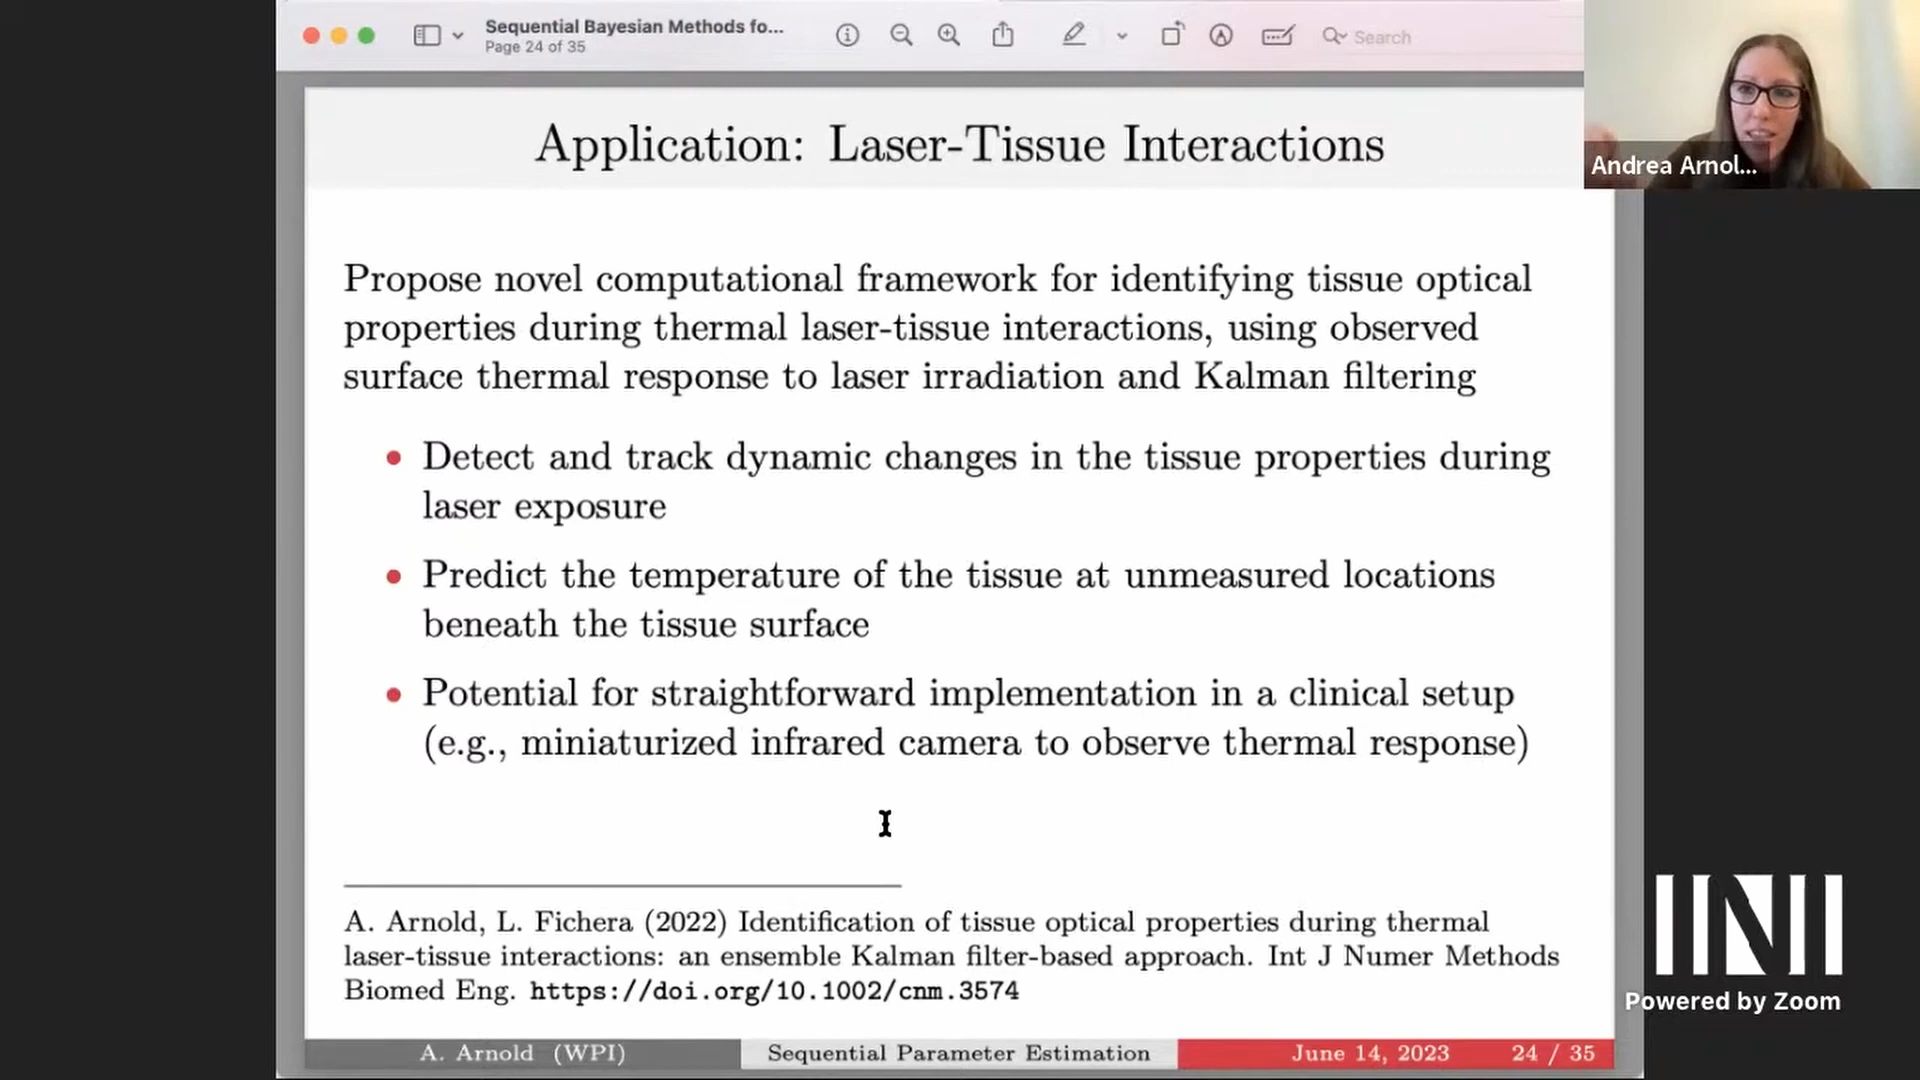 Sequential Bayesian Methods fo...
Page 24 of 35
Search
Andrea Arnol...
Application: Laser-Tissue Interactions
Propose novel computational framework for identifying tissue optical
properties during thermal laser-tissue interactions, using observed
surface thermal response to laser irradiation and Kalman filtering
• Detect and track dynamic changes in the tissue properties during
laser exposure
• Predict the temperature of the tissue at unmeasured locations
beneath the tissue surface
• Potential for straightforward implementation in a clinical setup
(e.g., miniaturized infrared camera to observe thermal response)
A. Arnold, L. Fichera (2022) Identification of tissue optical properties during thermal
laser-tissue interactions: an ensemble Kalman filter-based approach. Int J Numer Methods
Biomed Eng. https://doi.org/10.1002/cnm.3574
A. Arnold (WPI) Sequential Parameter Estimation June 14, 2023 24 / 35
INI
Powered by Zoom